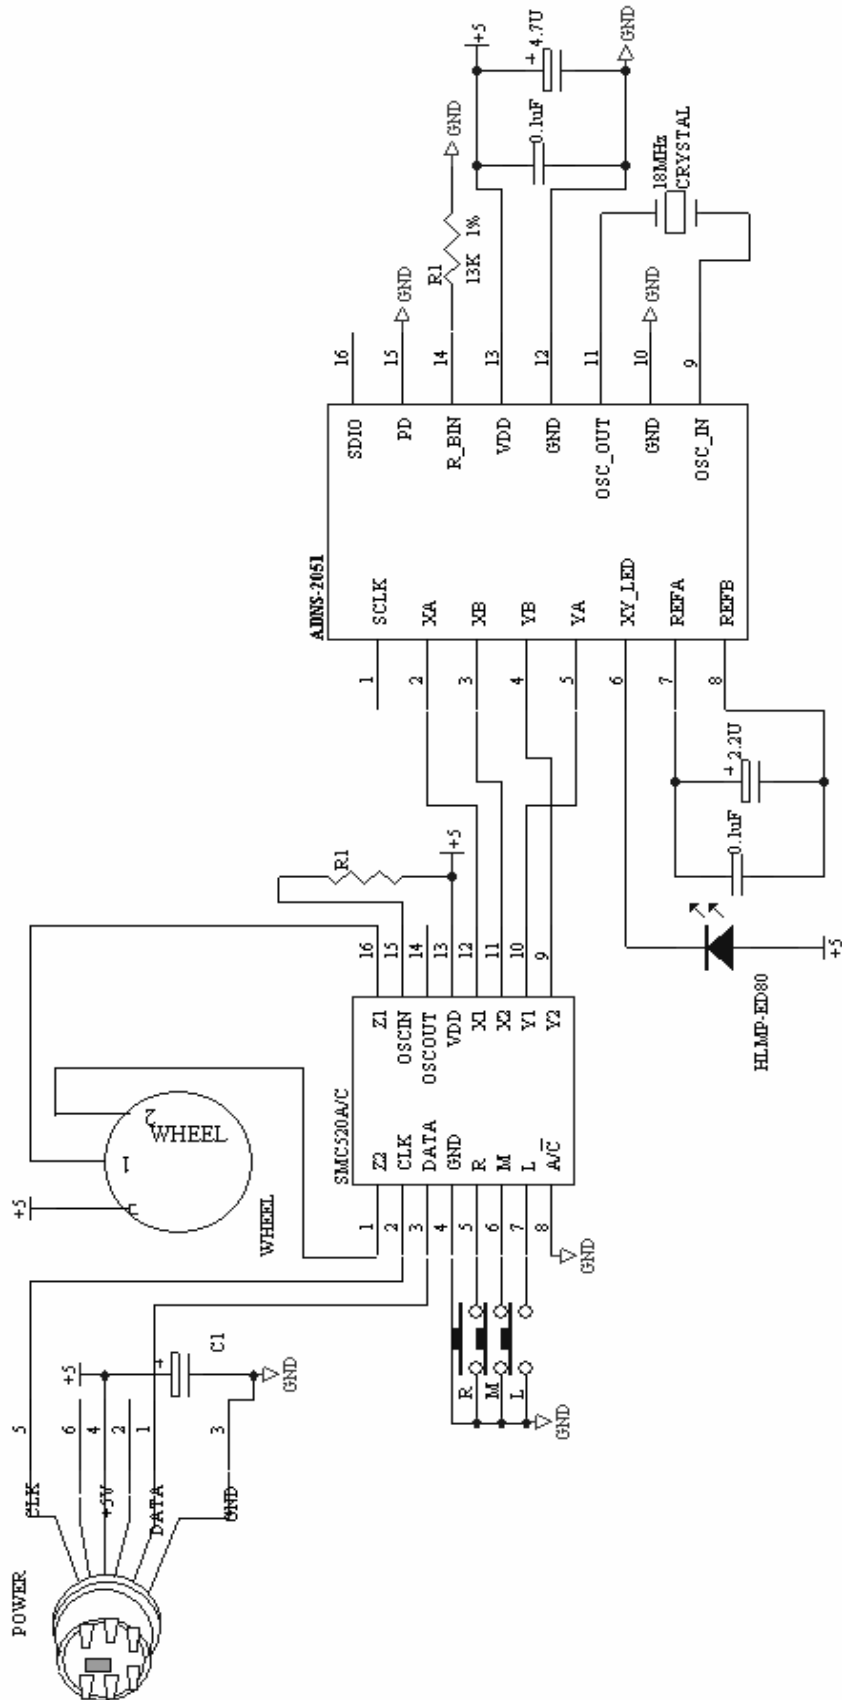 POWER
CLK
+5V
DATA
GND
5
6
4
2
1
3
+5
+
C1
GND
+5
1
2
3
WHEEL
WHEEL
R
M
L
GND
GND
SMC520A/C
1
2
3
4
5
6
7
8
Z2
CLK
DATA
GND
R
M
L
A/C
Z1
OSCIN
OSCOUT
VDD
X1
X2
Y1
Y2
16
15
14
13
12
11
10
9
R1
+5
HLMP-ED80
+5
0.1uF
+ 2.2U
ADNS-2051
1
2
3
4
5
6
7
8
SCLK
XA
XB
YB
YA
XY_LED
REFA
REFB
SDIO
PD
R_BIN
VDD
GND
OSC_OUT
GND
OSC_IN
16
15
14
13
12
11
10
9
GND
R1
13K 1%
GND
+5
0.1uF
+ 4.7U
GND
GND
18MHz
CRYSTAL